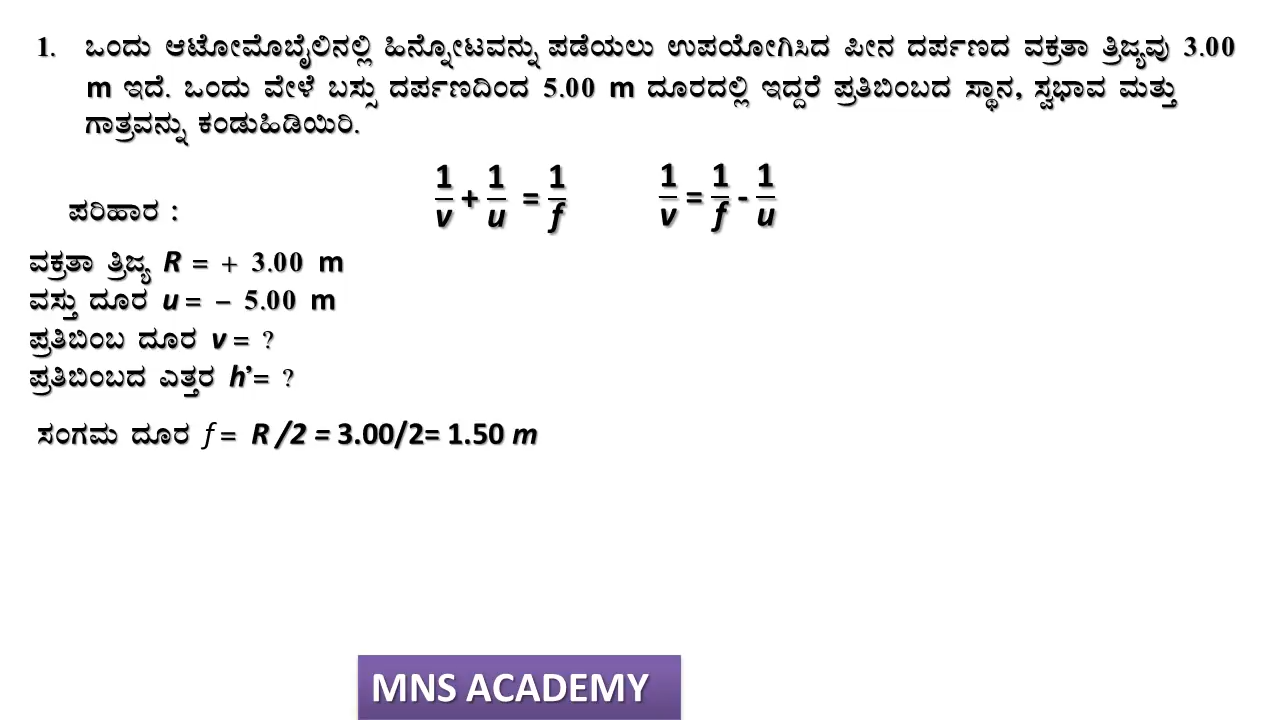 1. ಒಂದು ಆಟೋಮೊಬೈಲಿನಲ್ಲಿ ಹಿನ್ನೋಟವನ್ನು ಪಡೆಯಲು ಉಪಯೋಗಿಸಿದ ಪೀನ ದರ್ಪಣದ ವಕ್ರತಾ ತ್ರಿಜ್ಯವು 3.00
m ಇದೆ. ಒಂದು ವೇಳೆ ಬಸ್ಸು ದರ್ಪಣದಿಂದ 5.00 m ದೂರದಲ್ಲಿ ಇದ್ದರೆ ಪ್ರತಿಬಿಂಬದ ಸ್ಥಾನ, ಸ್ವಭಾವ ಮತ್ತು
ಗಾತ್ರವನ್ನು ಕಂಡುಹಿಡಿಯಿರಿ.
1/v + 1/u = 1/f 1/v = 1/f - 1/u
ಪರಿಹಾರ :
ವಕ್ರತಾ ತ್ರಿಜ್ಯ R = + 3.00 m
ವಸ್ತು ದೂರ u = – 5.00 m
ಪ್ರತಿಬಿಂಬ ದೂರ v = ?
ಪ್ರತಿಬಿಂಬದ ಎತ್ತರ h’= ?
ಸಂಗಮ ದೂರ f = R /2 = 3.00/2= 1.50 m
MNS ACADEMY